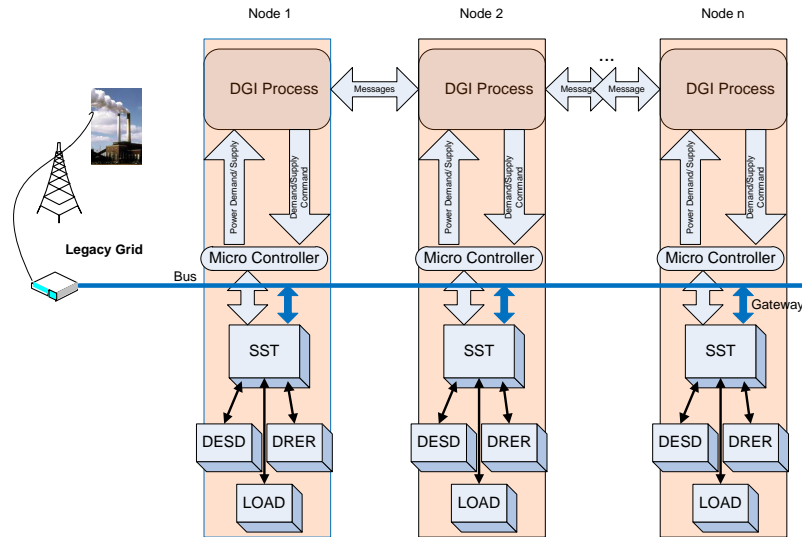 Node 1
Node 2
Node n
...
DGI Process
Messages
DGI Process
Message
Message
DGI Process
Power Demand/ Supply
Demand/Supply
Command
Power Demand/ Supply
Demand/Supply
Command
Power Demand/ Supply
Demand/Supply
Command
Legacy Grid
Micro Controller
Micro Controller
Micro Controller
Bus
Gateway
SST
SST
SST
DESD
DRER
DESD
DRER
DESD
DRER
LOAD
LOAD
LOAD